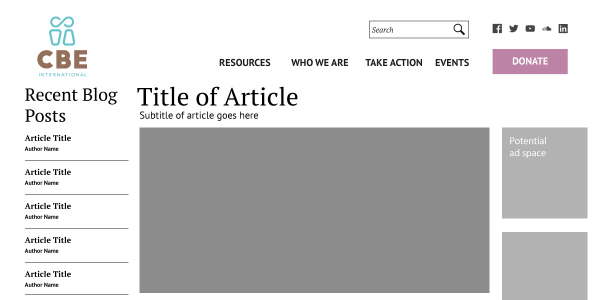 CBE
INTERNATIONAL
Search
RESOURCES
WHO WE ARE
TAKE ACTION
EVENTS
DONATE
Recent Blog
Posts
Article Title
Author Name
Article Title
Author Name
Article Title
Author Name
Article Title
Author Name
Article Title
Author Name
Title of Article
Subtitle of article goes here
Potential
ad space